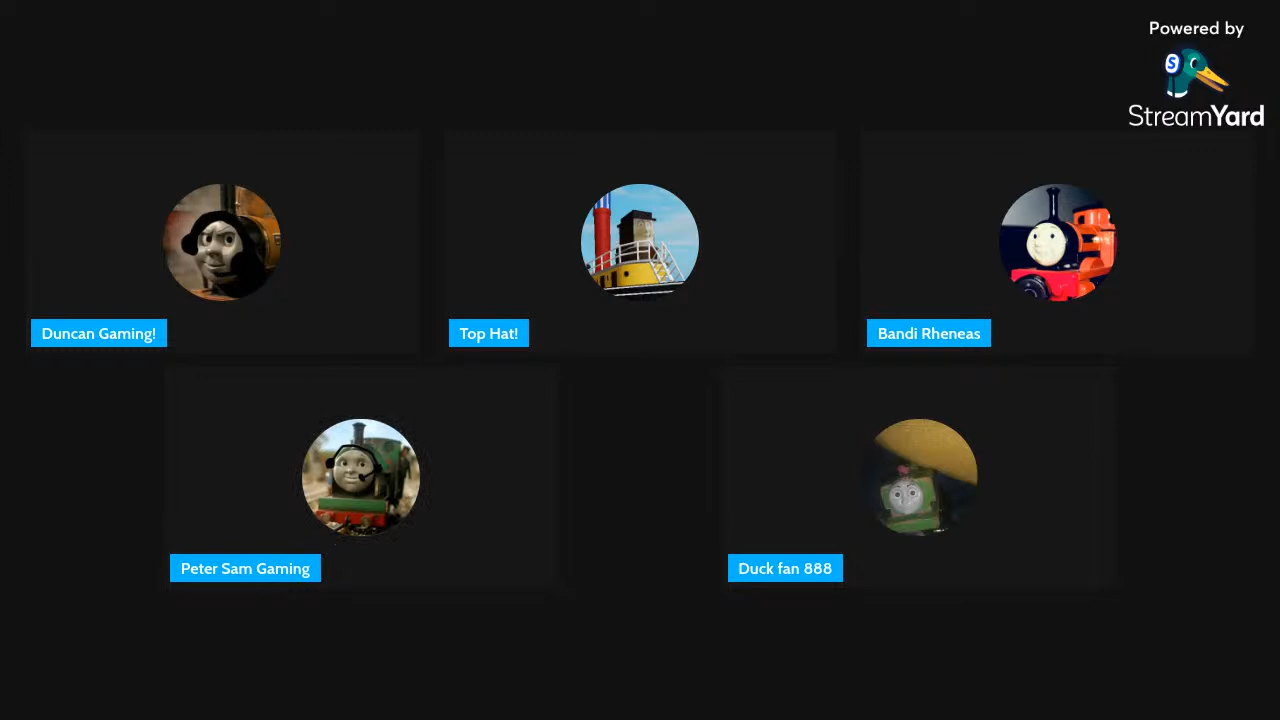 Powered by
StreamYard
Duncan Gaming!
Top Hat!
Bandi Rheneas
Peter Sam Gaming
Duck fan 888